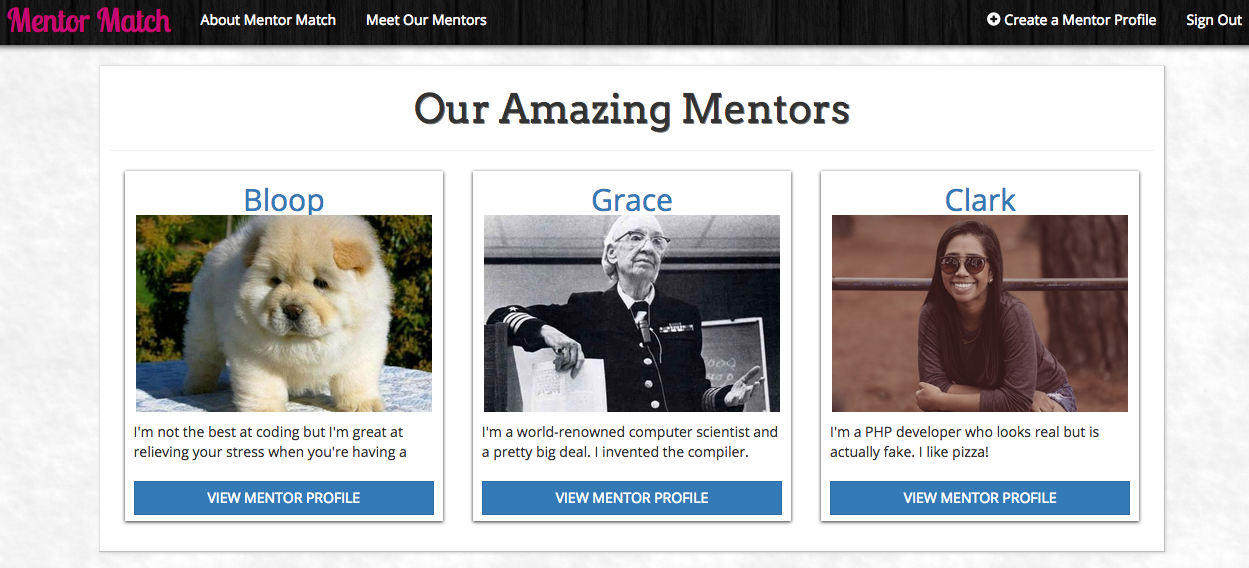 Mentor Match About Mentor Match Meet Our Mentors Create a Mentor Profile Sign Out
Our Amazing Mentors
Bloop
I'm not the best at coding but I'm great at
relieving your stress when you're having a
VIEW MENTOR PROFILE
Grace
I'm a world-renowned computer scientist and
a pretty big deal. I invented the compiler.
VIEW MENTOR PROFILE
Clark
I'm a PHP developer who looks real but is
actually fake. I like pizza!
VIEW MENTOR PROFILE